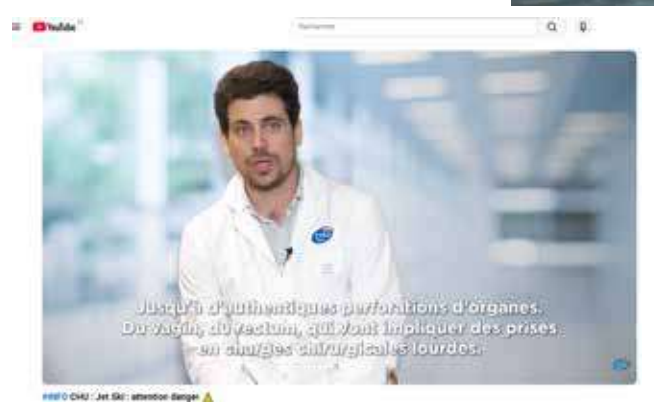 YouTube
Rechercher
Jusqu'à d'authentiques perforations d'organes.
Du vagin, du rectum, qui vont impliquer des prises
en charges chirurgicales lourdes.
#INFO CHU : Jet Ski : attention danger ⚠